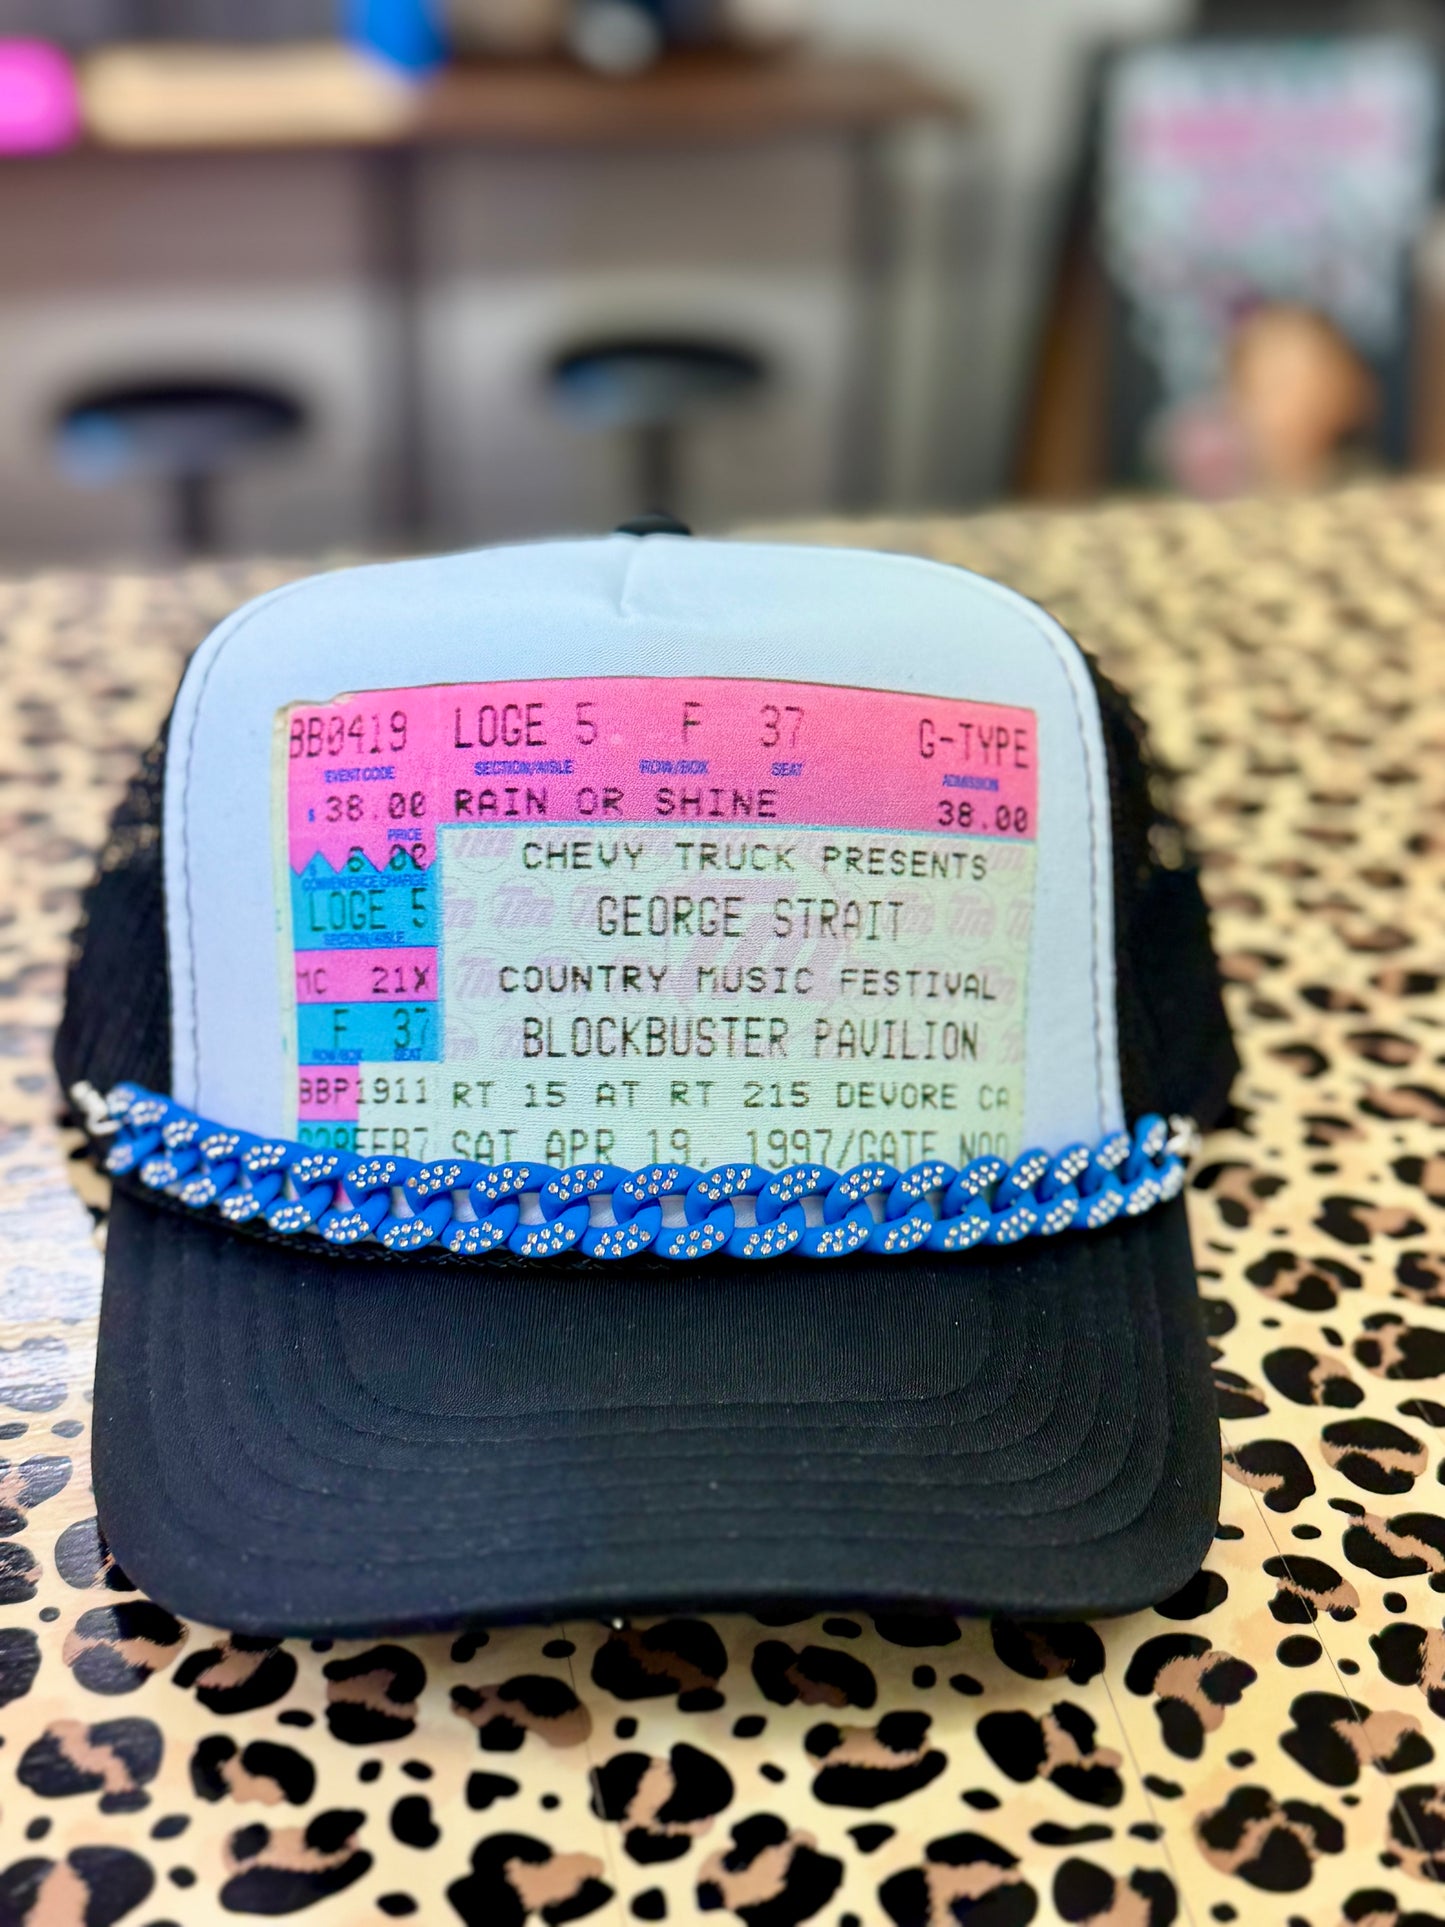 BB0419 LOGE 5 F 37 G-TYPE
EVENT CODE SECTION/AISLE ROW/BOX SEAT ADMISSION
$ 38.00 RAIN OR SHINE 38.00
PRICE
CHEVY TRUCK PRESENTS
CONVENIENCE CHARGE
LOGE 5 GEORGE STRAIT
SECTION/AISLE
MC 21X COUNTRY MUSIC FESTIVAL
F 37 BLOCKBUSTER PAVILION
ROW/BOX SEAT
BBP1911 RT 15 AT RT 215 DEVORE CA
SAT APR 19, 1997/GATE